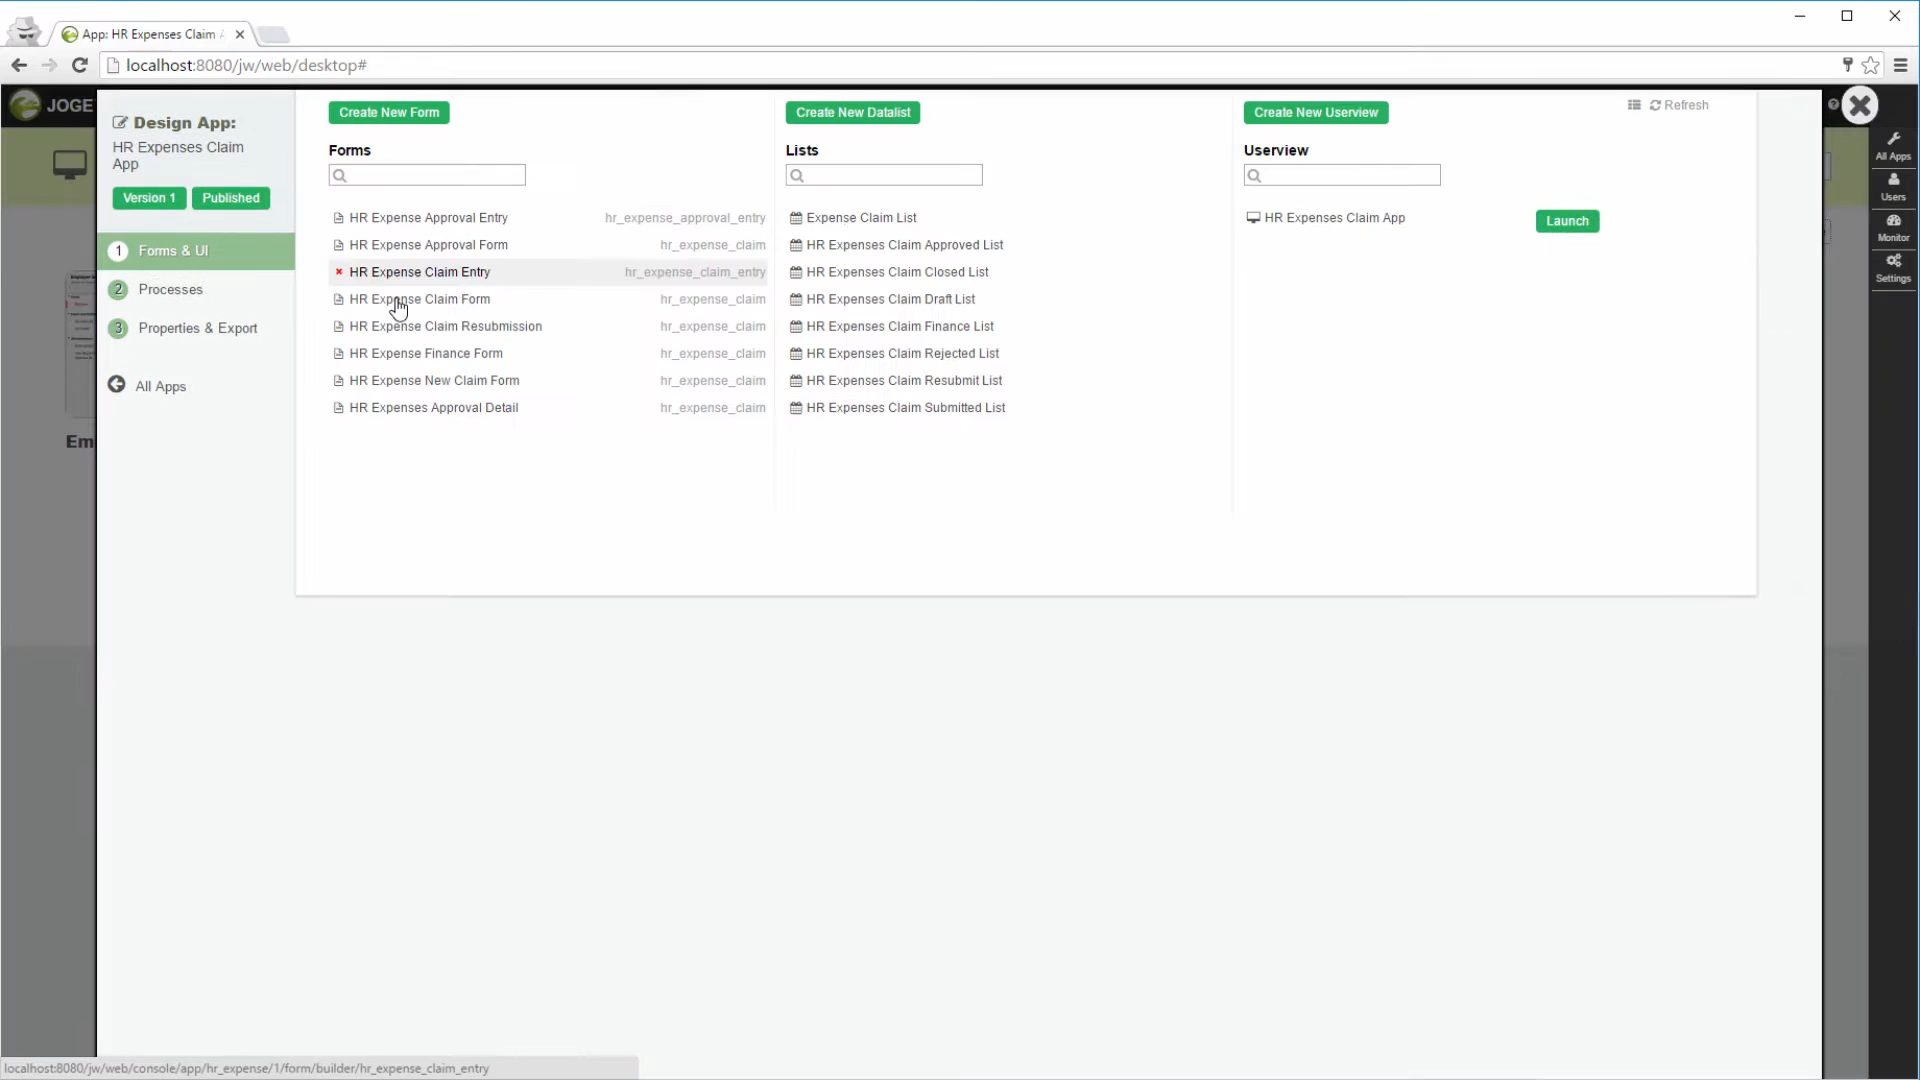 App: HR Expenses Claim
localhost:8080/jw/web/desktop#
JOGE
Design App:
HR Expenses Claim
App
Version 1
Published
1 Forms & UI
2 Processes
3 Properties & Export
All Apps
Em
Create New Form
Forms
HR Expense Approval Entry hr_expense_approval_entry
HR Expense Approval Form hr_expense_claim
HR Expense Claim Entry hr_expense_claim_entry
HR Expense Claim Form hr_expense_claim
HR Expense Claim Resubmission hr_expense_claim
HR Expense Finance Form hr_expense_claim
HR Expense New Claim Form hr_expense_claim
HR Expenses Approval Detail hr_expense_claim
Create New Datalist
Lists
Expense Claim List
HR Expenses Claim Approved List
HR Expenses Claim Closed List
HR Expenses Claim Draft List
HR Expenses Claim Finance List
HR Expenses Claim Rejected List
HR Expenses Claim Resubmit List
HR Expenses Claim Submitted List
Create New Userview
Refresh
Userview
HR Expenses Claim App
Launch
All Apps
Users
Monitor
Settings
localhost:8080/jw/web/console/app/hr_expense/1/form/builder/hr_expense_claim_entry